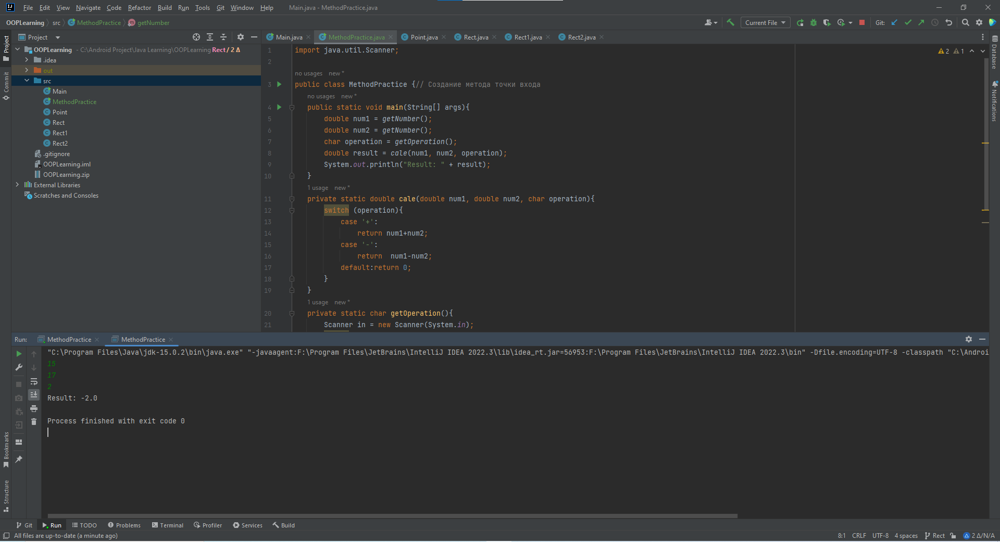 File Edit View Navigate Code Refactor Build Run Tools Git Window Help Main.java - MethodPractice.java
OOPLearning src MethodPractice getNumber Current File Git:
Project
Main.java MethodPractice.java Point.java Rect.java Rect1.java Rect2.java
OOPLearning - C:\Android Project\Java Learning\OOPLearning Rect / 2 Δ
.idea
out
src
Main
MethodPractice
Point
Rect
Rect1
Rect2
.gitignore
OOPLearning.iml
OOPLearning.zip
External Libraries
Scratches and Consoles
Project
Commit
Bookmarks
Structure
2 1
1 import java.util.Scanner;
2
no usages new *
3 public class MethodPractice {// Создание метода точки входа
no usages new *
4 public static void main(String[] args){
5 double num1 = getNumber();
6 double num2 = getNumber();
7 char operation = getOperation();
8 double result = cale(num1, num2, operation);
9 System.out.println("Result: " + result);
10 }
1 usage new *
11 private static double cale(double num1, double num2, char operation){
12 switch (operation){
13 case '+':
14 return num1+num2;
15 case '-':
16 return num1-num2;
17 default:return 0;
18 }
19 }
1 usage new *
20 private static char getOperation(){
21 Scanner in = new Scanner(System.in);
Database
Notifications
Run: MethodPractice MethodPractice
"C:\Program Files\Java\jdk-15.0.2\bin\java.exe" "-javaagent:F:\Program Files\JetBrains\IntelliJ IDEA 2022.3\lib\idea_rt.jar=56953:F:\Program Files\JetBrains\IntelliJ IDEA 2022.3\bin" -Dfile.encoding=UTF-8 -classpath "C:\Androi
15
17
2
Result: -2.0
Process finished with exit code 0
Git Run TODO Problems Terminal Profiler Services Build
All files are up-to-date (a minute ago) 8:1 CRLF UTF-8 4 spaces Rect 2 Δ/N/A